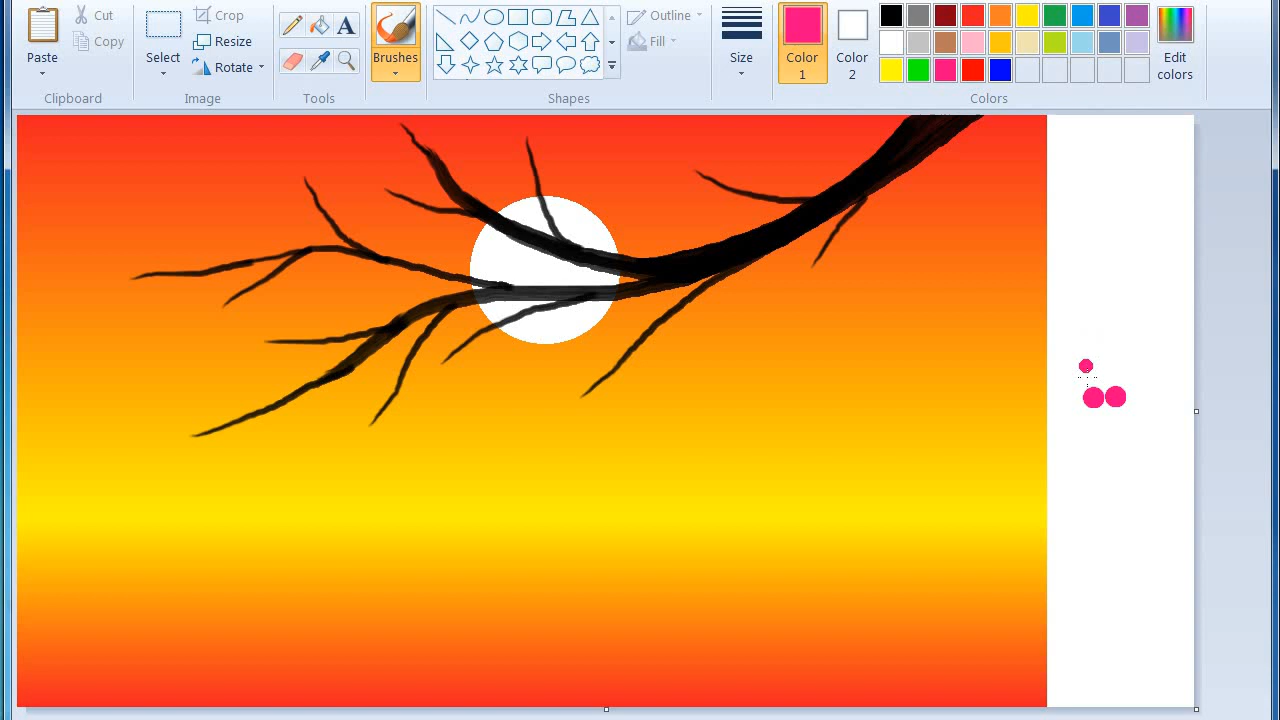 Paste
Cut
Copy
Clipboard
Select
Crop
Resize
Rotate
Image
A
Tools
Brushes
Shapes
Outline
Fill
Size
Color
1
Color
2
Edit
colors
Colors